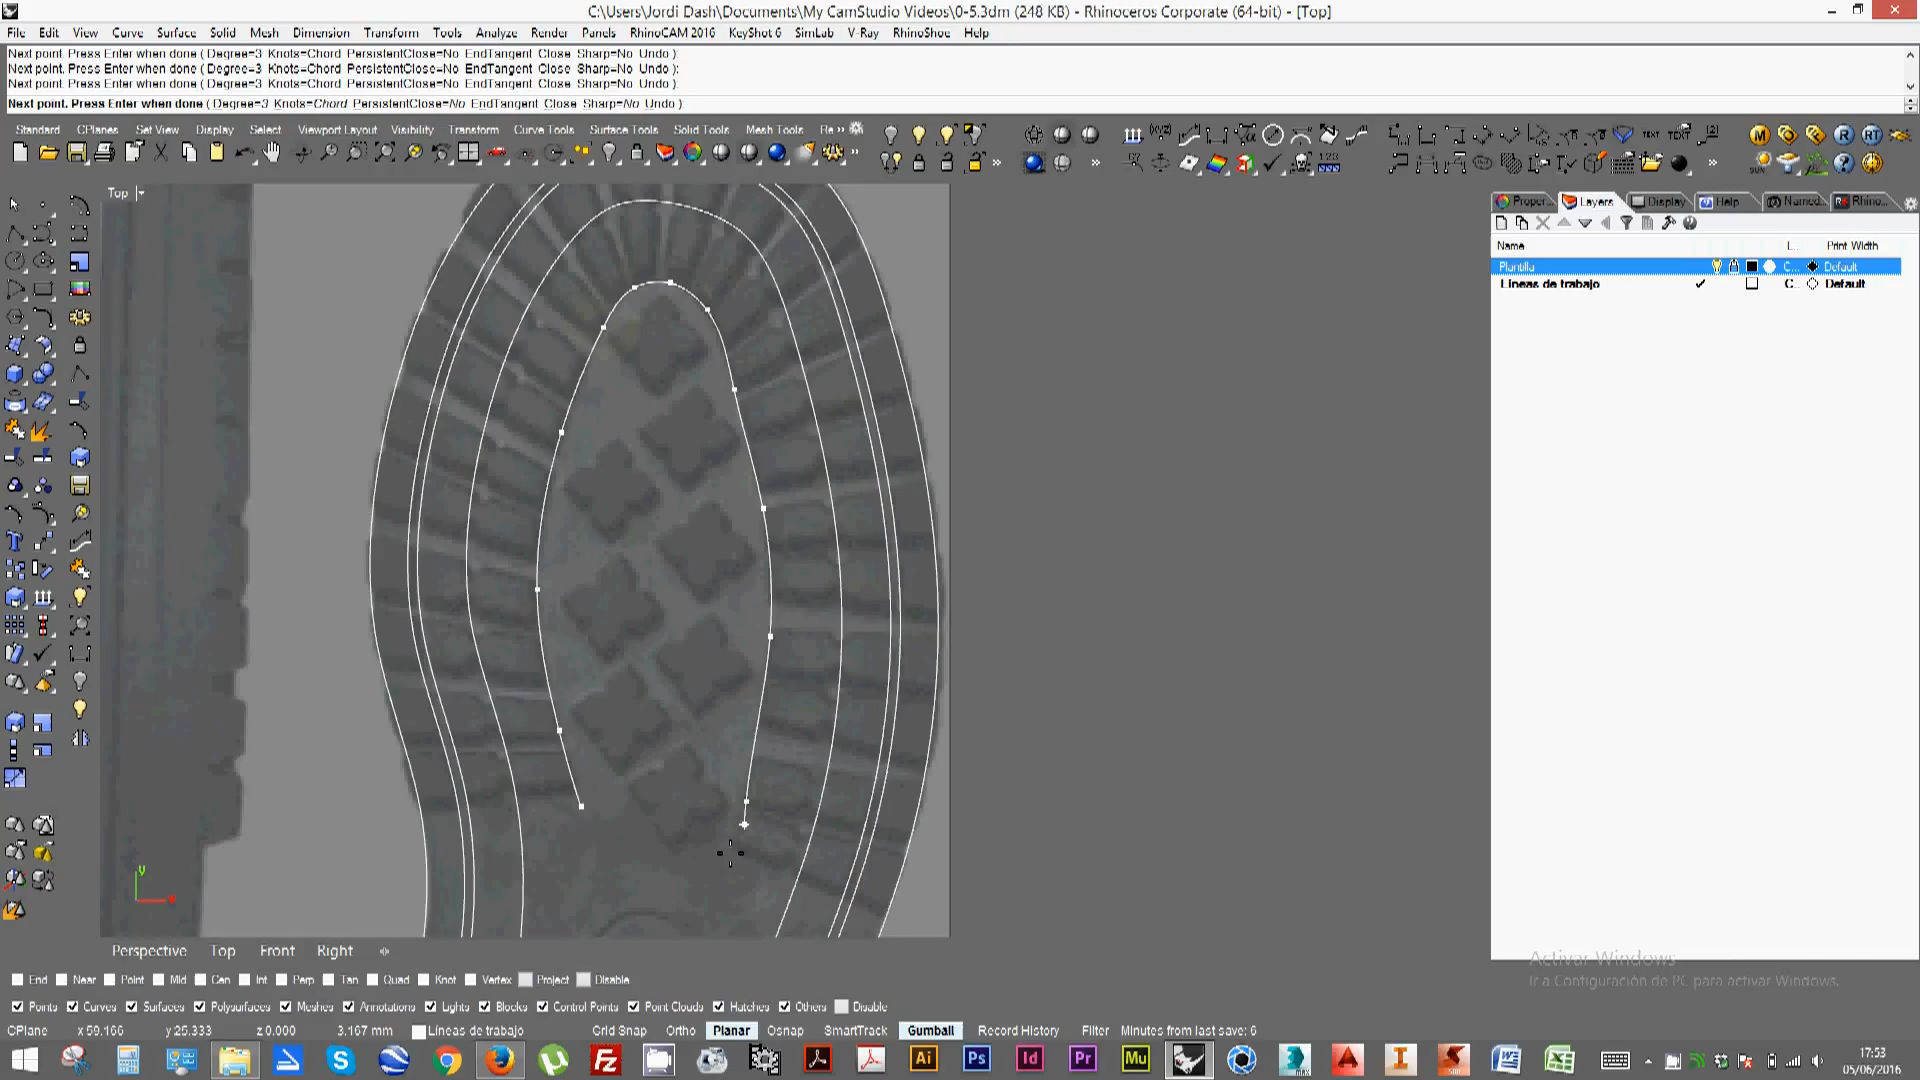 C:\Users\Jordi Dash\Documents\My CamStudio Videos\0-5.3dm (248 KB) - Rhinoceros Corporate (64-bit) - [Top]
File Edit View Curve Surface Solid Mesh Dimension Transform Tools Analyze Render Panels RhinoCAM 2016 KeyShot 6 SimLab V-Ray RhinoShoe Help
Next point. Press Enter when done ( Degree=3 Knots=Chord PersistentClose=No EndTangent Close Sharp=No Undo ):
Next point. Press Enter when done ( Degree=3 Knots=Chord PersistentClose=No EndTangent Close Sharp=No Undo ):
Next point. Press Enter when done ( Degree=3 Knots=Chord PersistentClose=No EndTangent Close Sharp=No Undo ):
Next point. Press Enter when done ( Degree=3 Knots=Chord PersistentClose=No EndTangent Close Sharp=No Undo ):
Standard CPlanes Set View Display Select Viewport Layout Visibility Transform Curve Tools Surface Tools Solid Tools Mesh Tools Re
Top
Proper... Layers Display Help Named... Rhino...
Name L... Print Width
Plantilla C... Default
Líneas de trabajo C... Default
y
x
Perspective Top Front Right
Activar Windows
Ir a Configuración de PC para activar Windows.
End Near Point Mid Cen Int Perp Tan Quad Knot Vertex Project Disable
Points Curves Surfaces Polysurfaces Meshes Annotations Lights Blocks Control Points Point Clouds Hatches Others Disable
CPlane x 59.166 y 25.333 z 0.000 3.167 mm Líneas de trabajo Grid Snap Ortho Planar Osnap SmartTrack Gumball Record History Filter Minutes from last save: 6
Ai Ps Id Pr Mu
17:53
05/06/2016